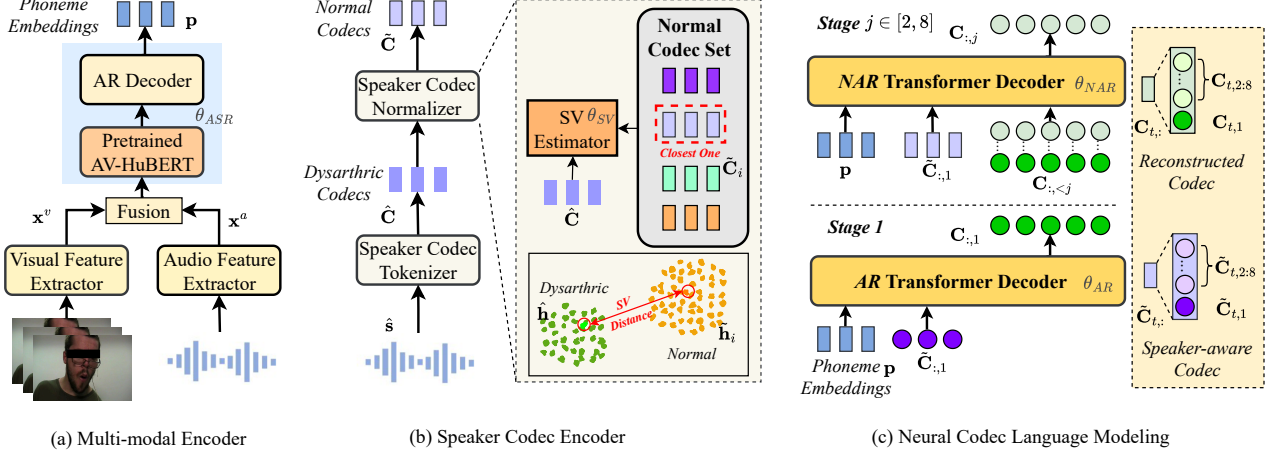 Phoneme
Embeddings
p
AR Decoder
θ_ASR
Pretrained
AV-HuBERT
x^v
Fusion
x^a
Visual Feature
Extractor
Audio Feature
Extractor
(a) Multi-modal Encoder
Normal
Codecs
C̃
Speaker Codec
Normalizer
Dysarthric
Codecs
Ĉ
Speaker Codec
Tokenizer
ŝ
Normal
Codec Set
SV θ_SV
Estimator
Closest One
C̃_i
Ĉ
Dysarthric
ĥ
SV
Distance
h̃_i
Normal
(b) Speaker Codec Encoder
Stage j ∈ [2, 8]
C_{:,j}
NAR Transformer Decoder θ_NAR
p
C̃_{:,1}
C_{:,<j}
Stage 1
C_{:,1}
AR Transformer Decoder θ_AR
Phoneme p
Embeddings
C̃_{:,1}
C_{t,2:8}
C_{t,:}
C_{t,1}
Reconstructed
Codec
C̃_{t,2:8}
C̃_{t,:}
C̃_{t,1}
Speaker-aware
Codec
(c) Neural Codec Language Modeling